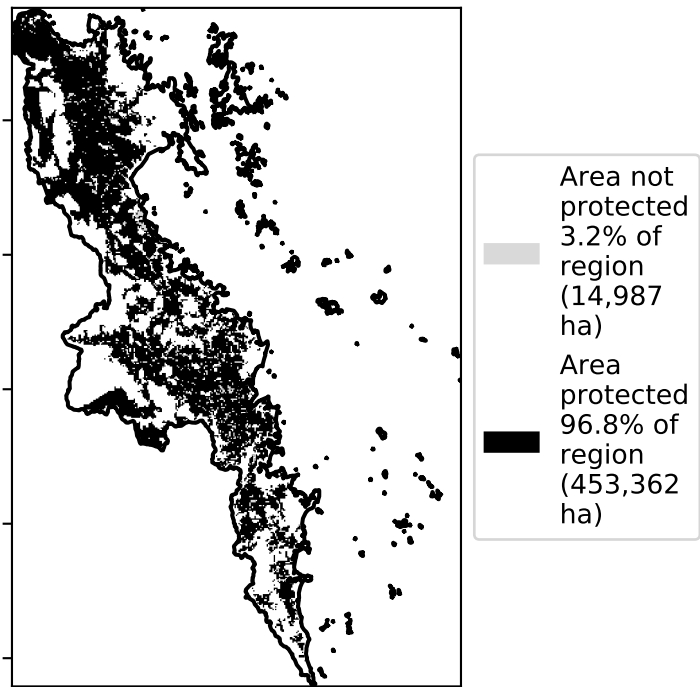 Area not
protected
3.2% of
region
(14,987
ha)
Area
protected
96.8% of
region
(453,362
ha)